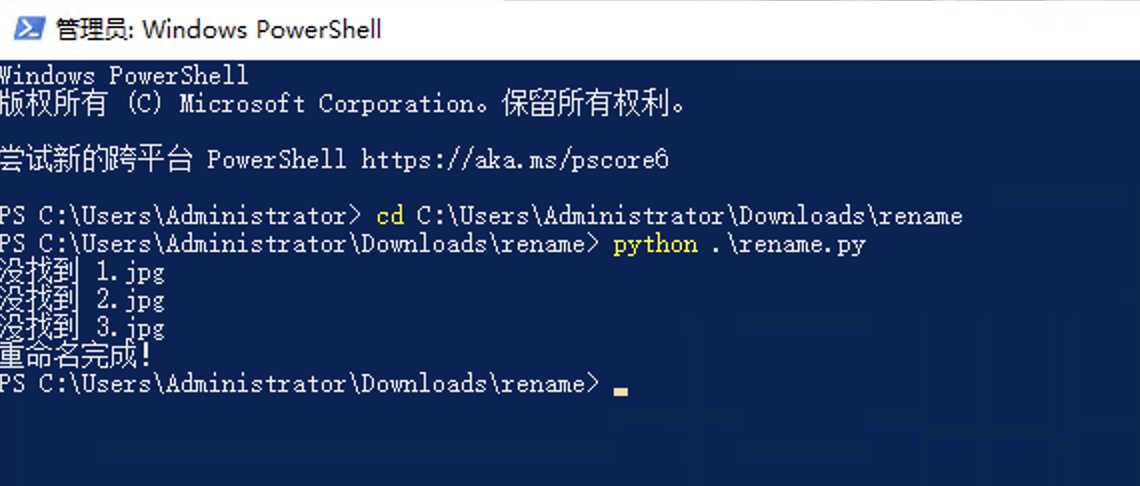 管理员: Windows PowerShell
Windows PowerShell
版权所有 (C) Microsoft Corporation。保留所有权利。
尝试新的跨平台 PowerShell https://aka.ms/pscore6
PS C:\Users\Administrator> cd C:\Users\Administrator\Downloads\rename
PS C:\Users\Administrator\Downloads\rename> python .\rename.py
没找到 1.jpg
没找到 2.jpg
没找到 3.jpg
重命名完成!
PS C:\Users\Administrator\Downloads\rename>